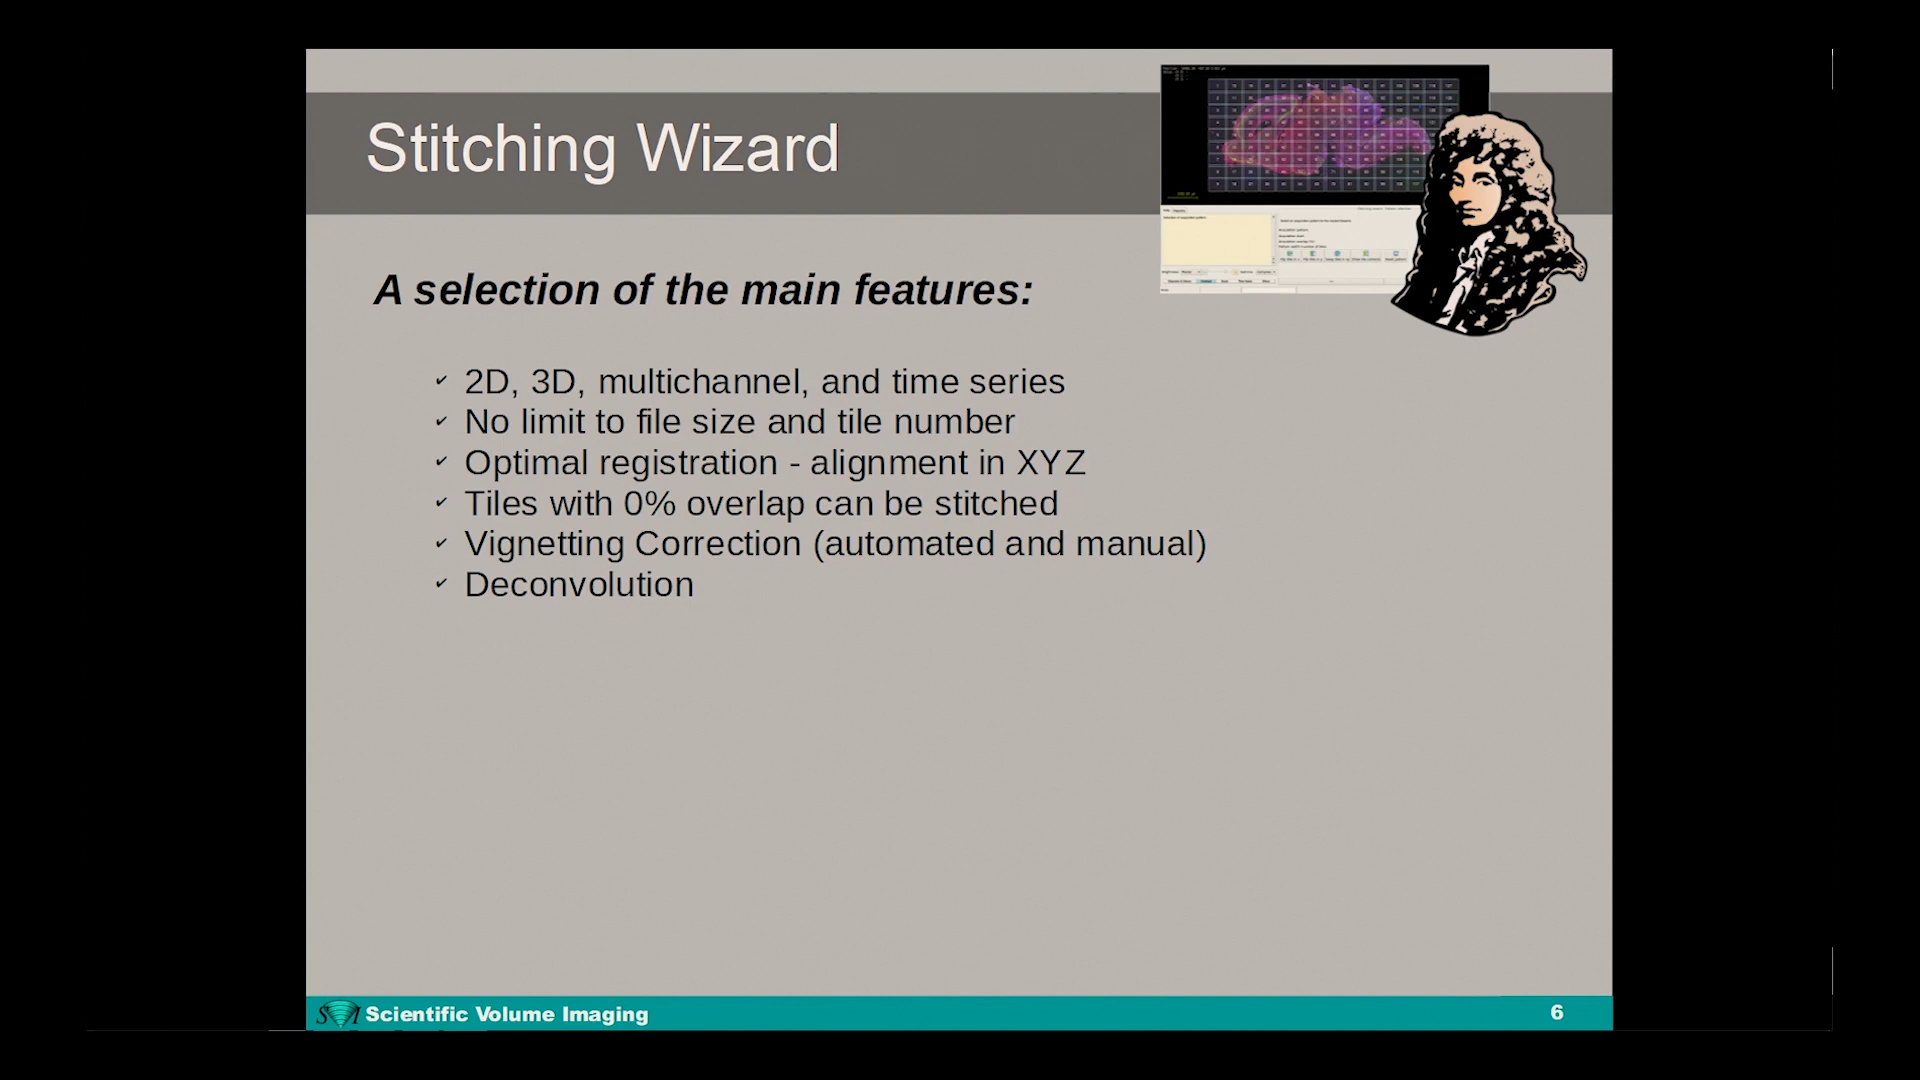 Stitching Wizard
A selection of the main features:
2D, 3D, multichannel, and time series
No limit to file size and tile number
Optimal registration - alignment in XYZ
Tiles with 0% overlap can be stitched
Vignetting Correction (automated and manual)
Deconvolution
SVI Scientific Volume Imaging
6